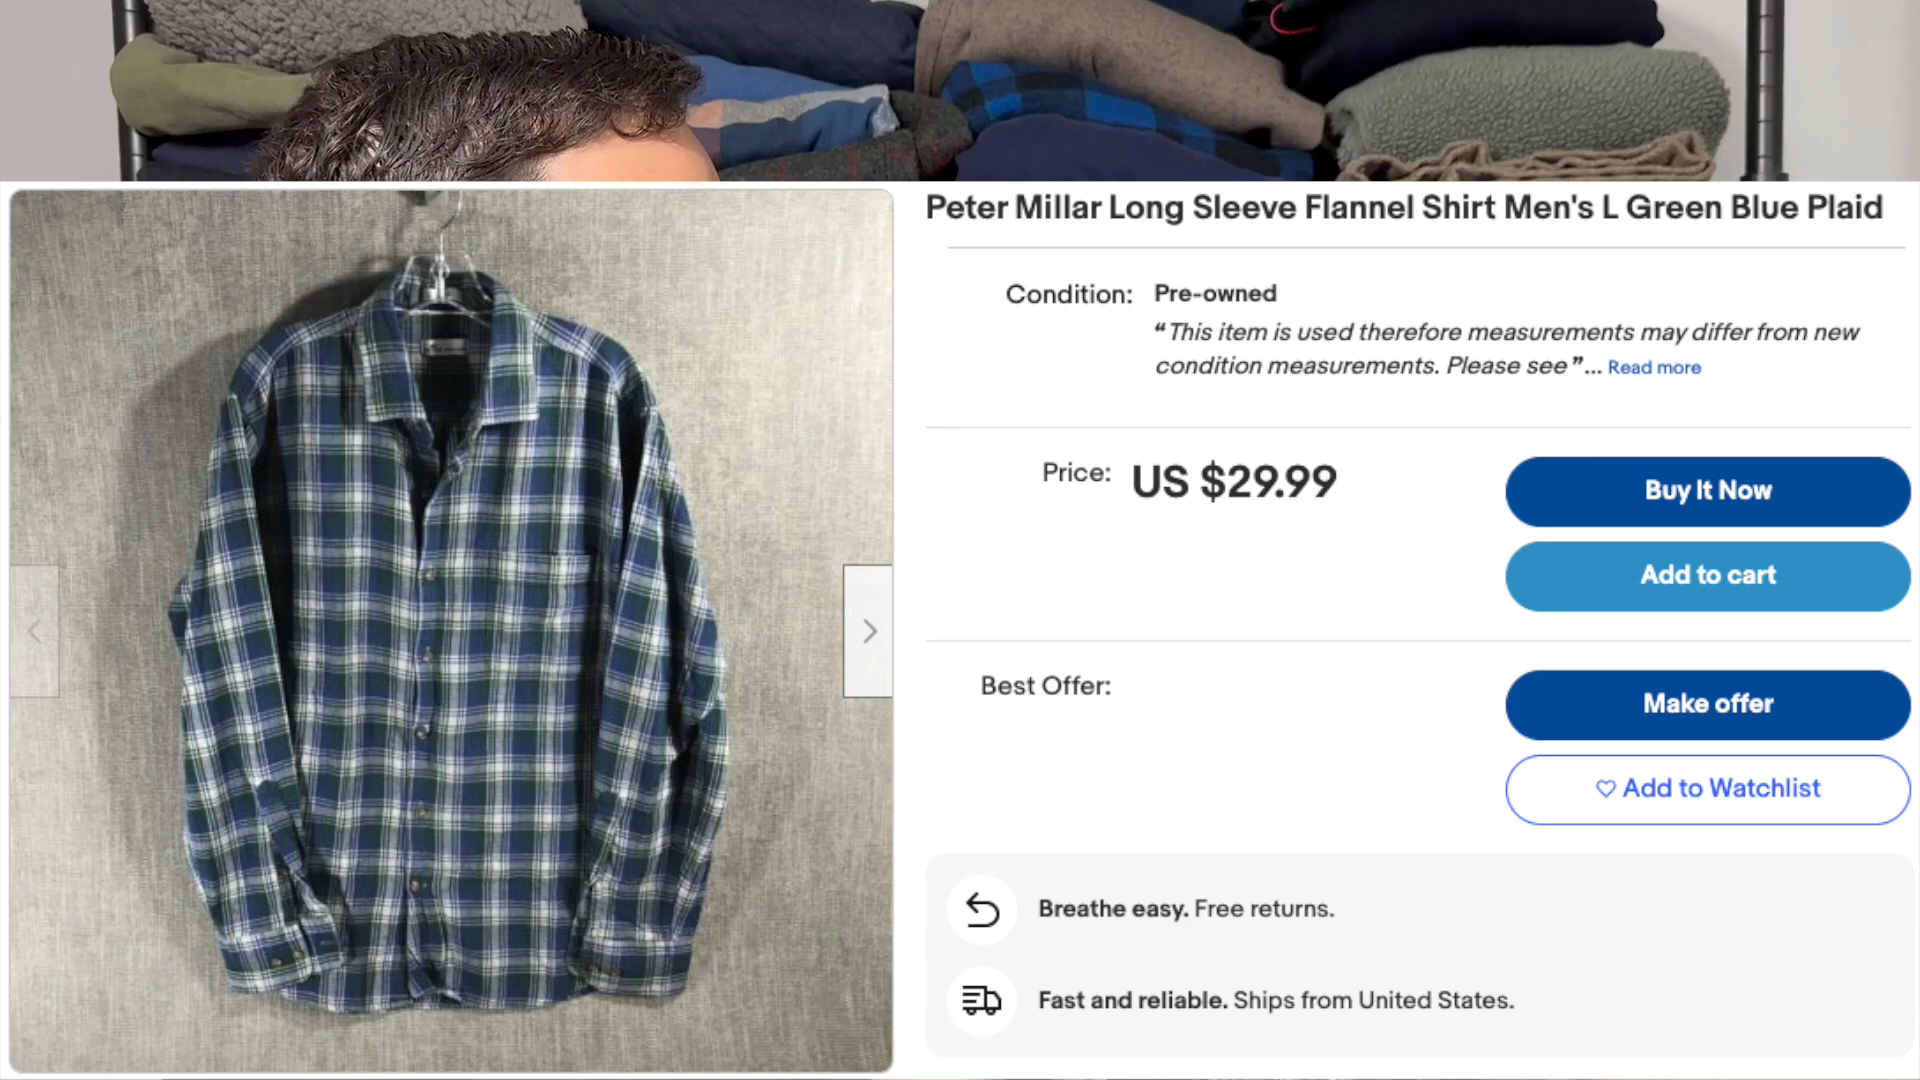 Peter Millar Long Sleeve Flannel Shirt Men's L Green Blue Plaid
Condition: Pre-owned
“This item is used therefore measurements may differ from new
condition measurements. Please see”... Read more
Price: US $29.99
Buy It Now
Add to cart
Best Offer:
Make offer
Add to Watchlist
Breathe easy. Free returns.
Fast and reliable. Ships from United States.